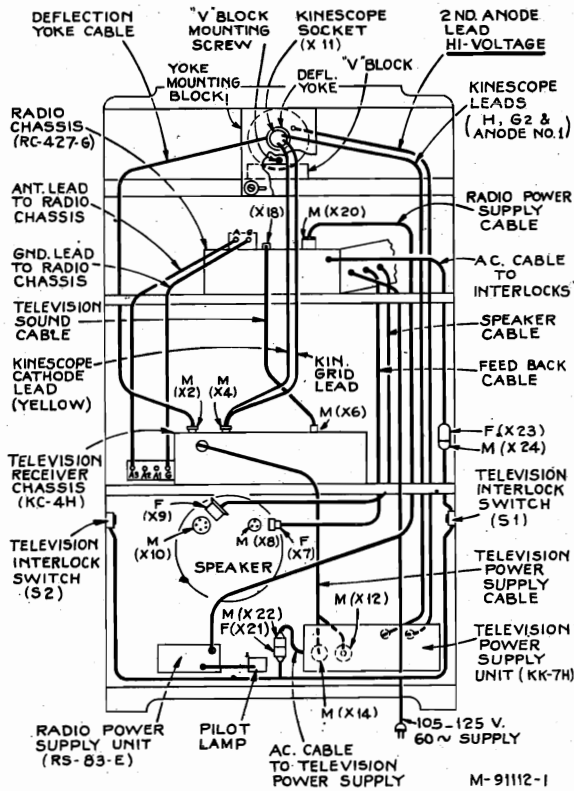 DEFLECTION
YOKE CABLE
"V" BLOCK
MOUNTING
SCREW
KINESCOPE
SOCKET
(X 11)
2 ND. ANODE
LEAD
HI-VOLTAGE
YOKE
MOUNTING
BLOCK
DEFL.
YOKE
"V" BLOCK
KINESCOPE
LEADS
(H, G2 &
ANODE NO.1)
RADIO
CHASSIS
(RC-427-G)
ANT. LEAD
TO RADIO
CHASSIS
A-G
(X18)
M (X20)
RADIO POWER
SUPPLY
CABLE
GND. LEAD
TO RADIO
CHASSIS
A.C. CABLE
TO
INTERLOCKS
TELEVISION
SOUND
CABLE
SPEAKER
CABLE
KINESCOPE
CATHODE
LEAD
(YELLOW)
M
(X2)
M
(X4)
KIN.
GRID
LEAD
M
(X6)
FEED BACK
CABLE
F (X23)
M (X24)
TELEVISION
RECEIVER
CHASSIS
(KC-4H)
A3 A2 A1 G
TELEVISION
INTERLOCK
SWITCH
(S1)
F
(X9)
M
(X10)
M
(X8)
F
(X7)
SPEAKER
TELEVISION
INTERLOCK
SWITCH
(S2)
TELEVISION
POWER
SUPPLY
CABLE
M (X22)
F (X21)
M (X12)
TELEVISION
POWER
SUPPLY
UNIT (KK-7H)
M (X14)
RADIO POWER
SUPPLY UNIT
(RS-83-E)
PILOT
LAMP
AC. CABLE
TO TELEVISION
POWER SUPPLY
105-125 V.
60~ SUPPLY
M-91112-1